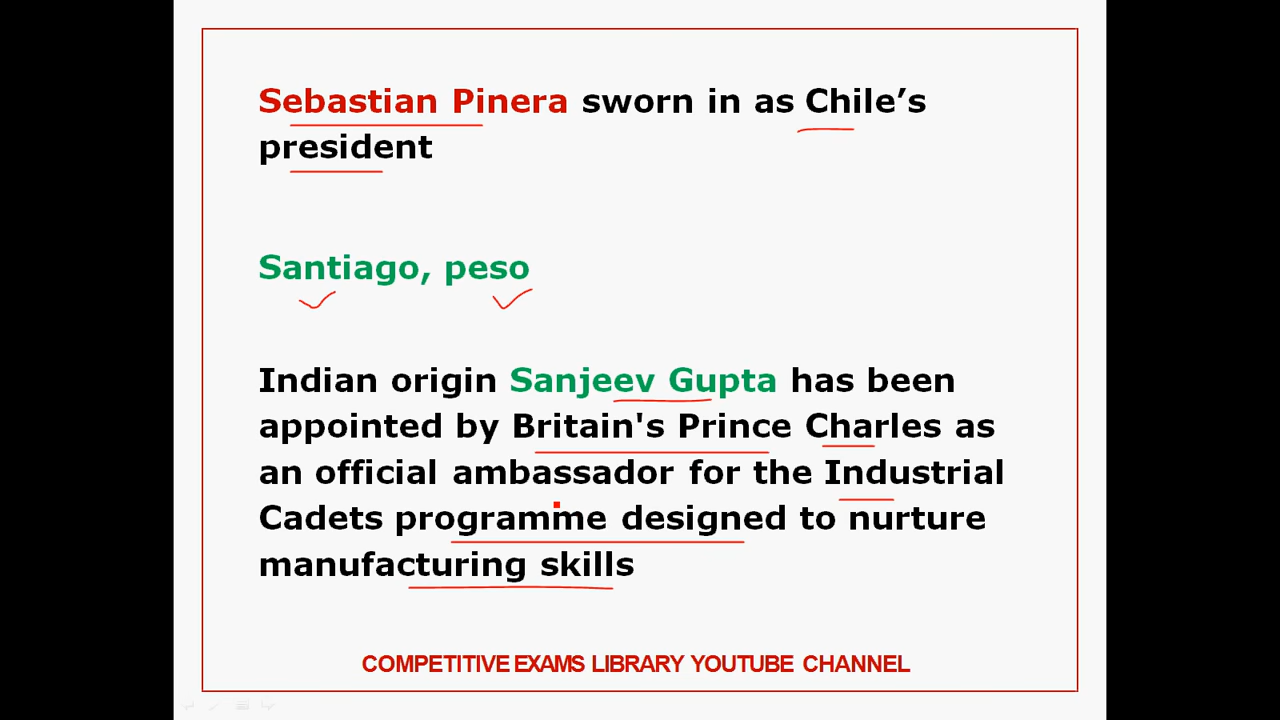 Sebastian Pinera sworn in as Chile’s
president
Santiago, peso
Indian origin Sanjeev Gupta has been
appointed by Britain's Prince Charles as
an official ambassador for the Industrial
Cadets programme designed to nurture
manufacturing skills
COMPETITIVE EXAMS LIBRARY YOUTUBE CHANNEL